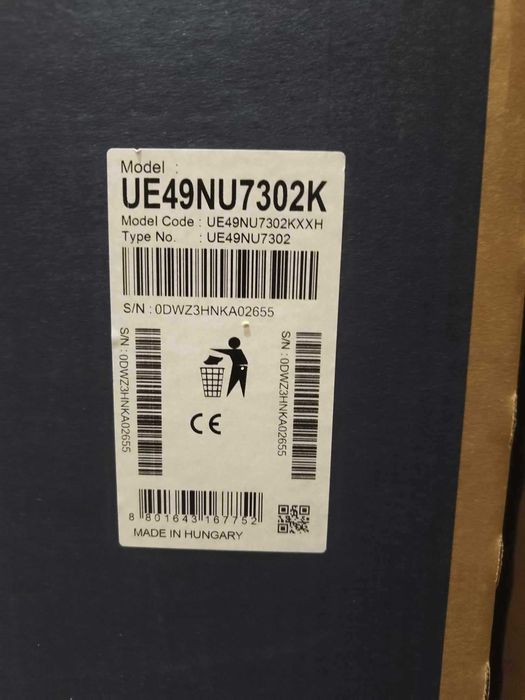 Model :
UE49NU7302K
Model Code : UE49NU7302KXXH
Type No. : UE49NU7302
S/N : 0DWZ3HNKA02655
S/N : 0DWZ3HNKA02655
S/N : 0DWZ3HNKA02655
CE
8 801643 167752
MADE IN HUNGARY